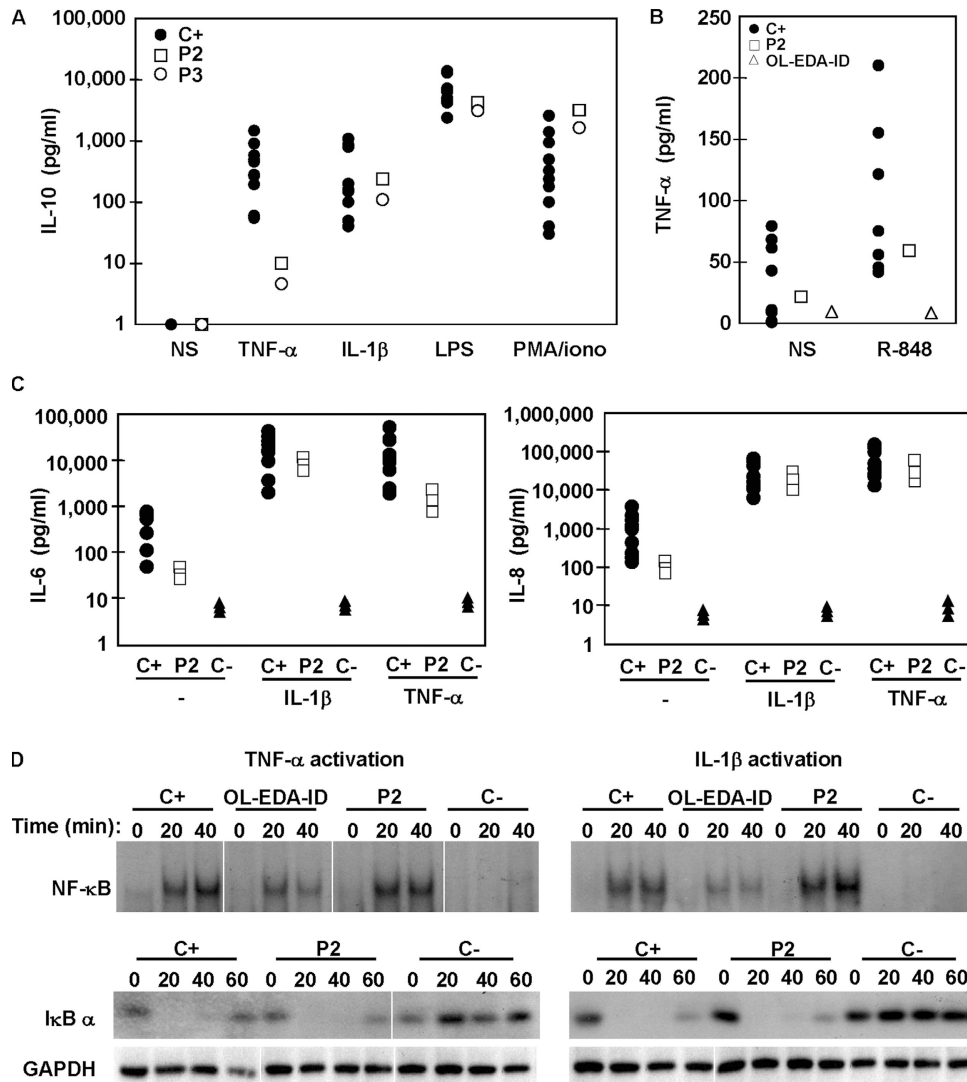 A
100,000
10,000
1,000
100
10
1
IL-10 (pg/ml)
C+
P2
P3
NS TNF-α IL-1β LPS PMA/iono
B
250
200
150
100
50
0
TNF-α (pg/ml)
C+
P2
OL-EDA-ID
NS R-848
C
100,000
10,000
1,000
100
10
1
IL-6 (pg/ml)
C+ P2 C- C+ P2 C- C+ P2 C-
- IL-1β TNF-α
1,000,000
100,000
10,000
1,000
100
10
1
IL-8 (pg/ml)
C+ P2 C- C+ P2 C- C+ P2 C-
- IL-1β TNF-α
D
TNF-α activation
C+ OL-EDA-ID P2 C-
Time (min): 0 20 40 0 20 40 0 20 40 0 20 40
NF-κB
C+ P2 C-
0 20 40 60 0 20 40 60 0 20 40 60
IκB α
GAPDH
IL-1β activation
C+ OL-EDA-ID P2 C-
0 20 40 0 20 40 0 20 40 0 20 40
C+ P2 C-
0 20 40 60 0 20 40 60 0 20 40 60